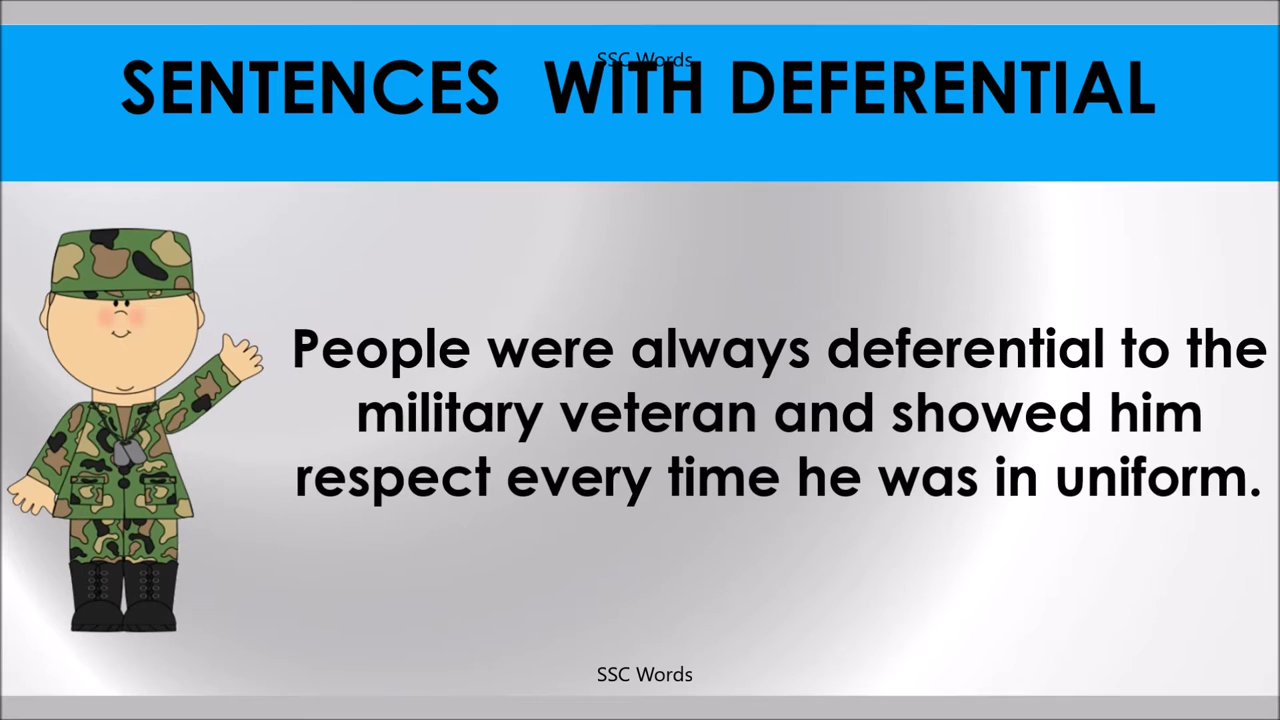 SSC Words
SENTENCES WITH DEFERENTIAL
People were always deferential to the
military veteran and showed him
respect every time he was in uniform.
SSC Words